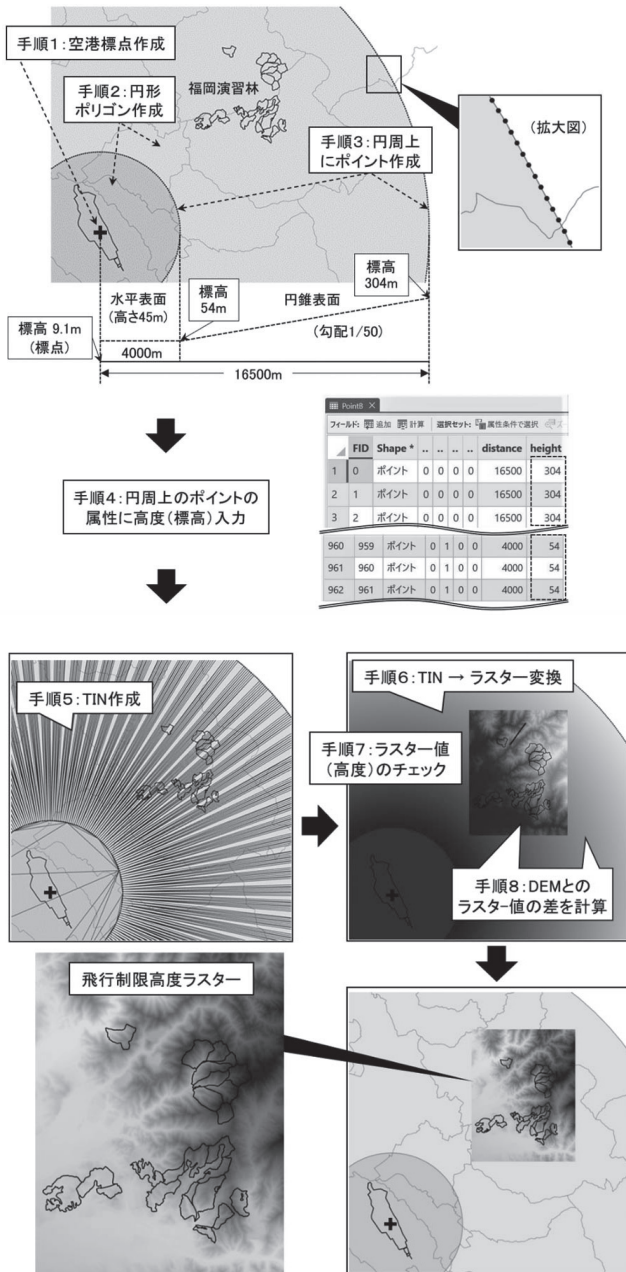 手順1：空港標点作成
手順2：円形
ポリゴン作成
福岡演習林
手順3：円周上
にポイント作成
(拡大図)
水平表面
(高さ45m)
標高
54m
円錐表面
(勾配1/50)
標高
304m
標高 9.1m
(標点)
4000m
16500m
手順4：円周上のポイントの
属性に高度(標高)入力
Point8 ×
フィールド: 追加 計算 選択セット: 属性条件で選択
FID Shape * .. .. .. .. distance height
1 0 ポイント 0 0 0 0 16500 304
2 1 ポイント 0 0 0 0 16500 304
3 2 ポイント 0 0 0 0 16500 304
960 959 ポイント 0 1 0 0 4000 54
961 960 ポイント 0 1 0 0 4000 54
962 961 ポイント 0 1 0 0 4000 54
手順5：TIN作成
手順6：TIN → ラスター変換
手順7：ラスター値
(高度)のチェック
手順8：DEMとの
ラスター値の差を計算
飛行制限高度ラスター